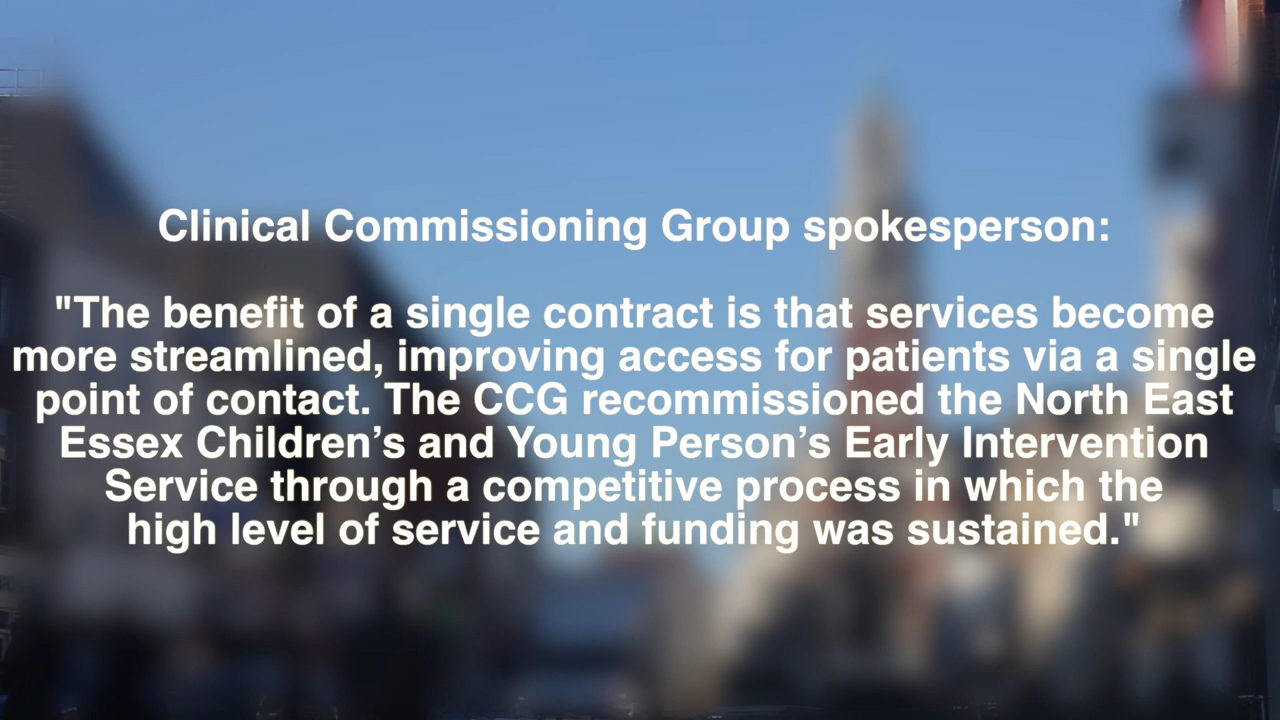 Clinical Commissioning Group spokesperson:
"The benefit of a single contract is that services become
more streamlined, improving access for patients via a single
point of contact. The CCG recommissioned the North East
Essex Children’s and Young Person’s Early Intervention
Service through a competitive process in which the
high level of service and funding was sustained."